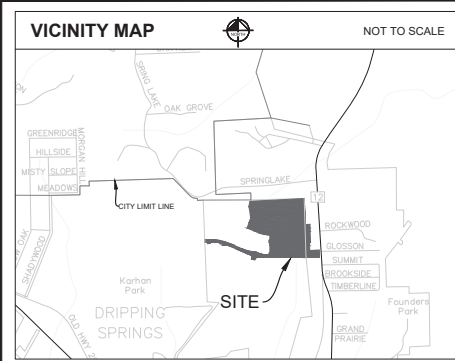 VICINITY MAP
NORTH
NOT TO SCALE
SRING LAKE
OAK GROVE
GREENRIDGE
HILLSIDE
MISTY SLOPE
MEADOWS
MORGAN HILL
SPRINGLAKE
CITY LIMIT LINE
12
ROCKWOOD
GLOSSON
SUMMIT
BROOKSIDE
TIMBERLINE
SHADYWOOD
OAK
Karhan
Park
DRIPPING
SPRINGS
SITE
OLD HWY 2
Founders
Park
GRAND
PRAIRIE